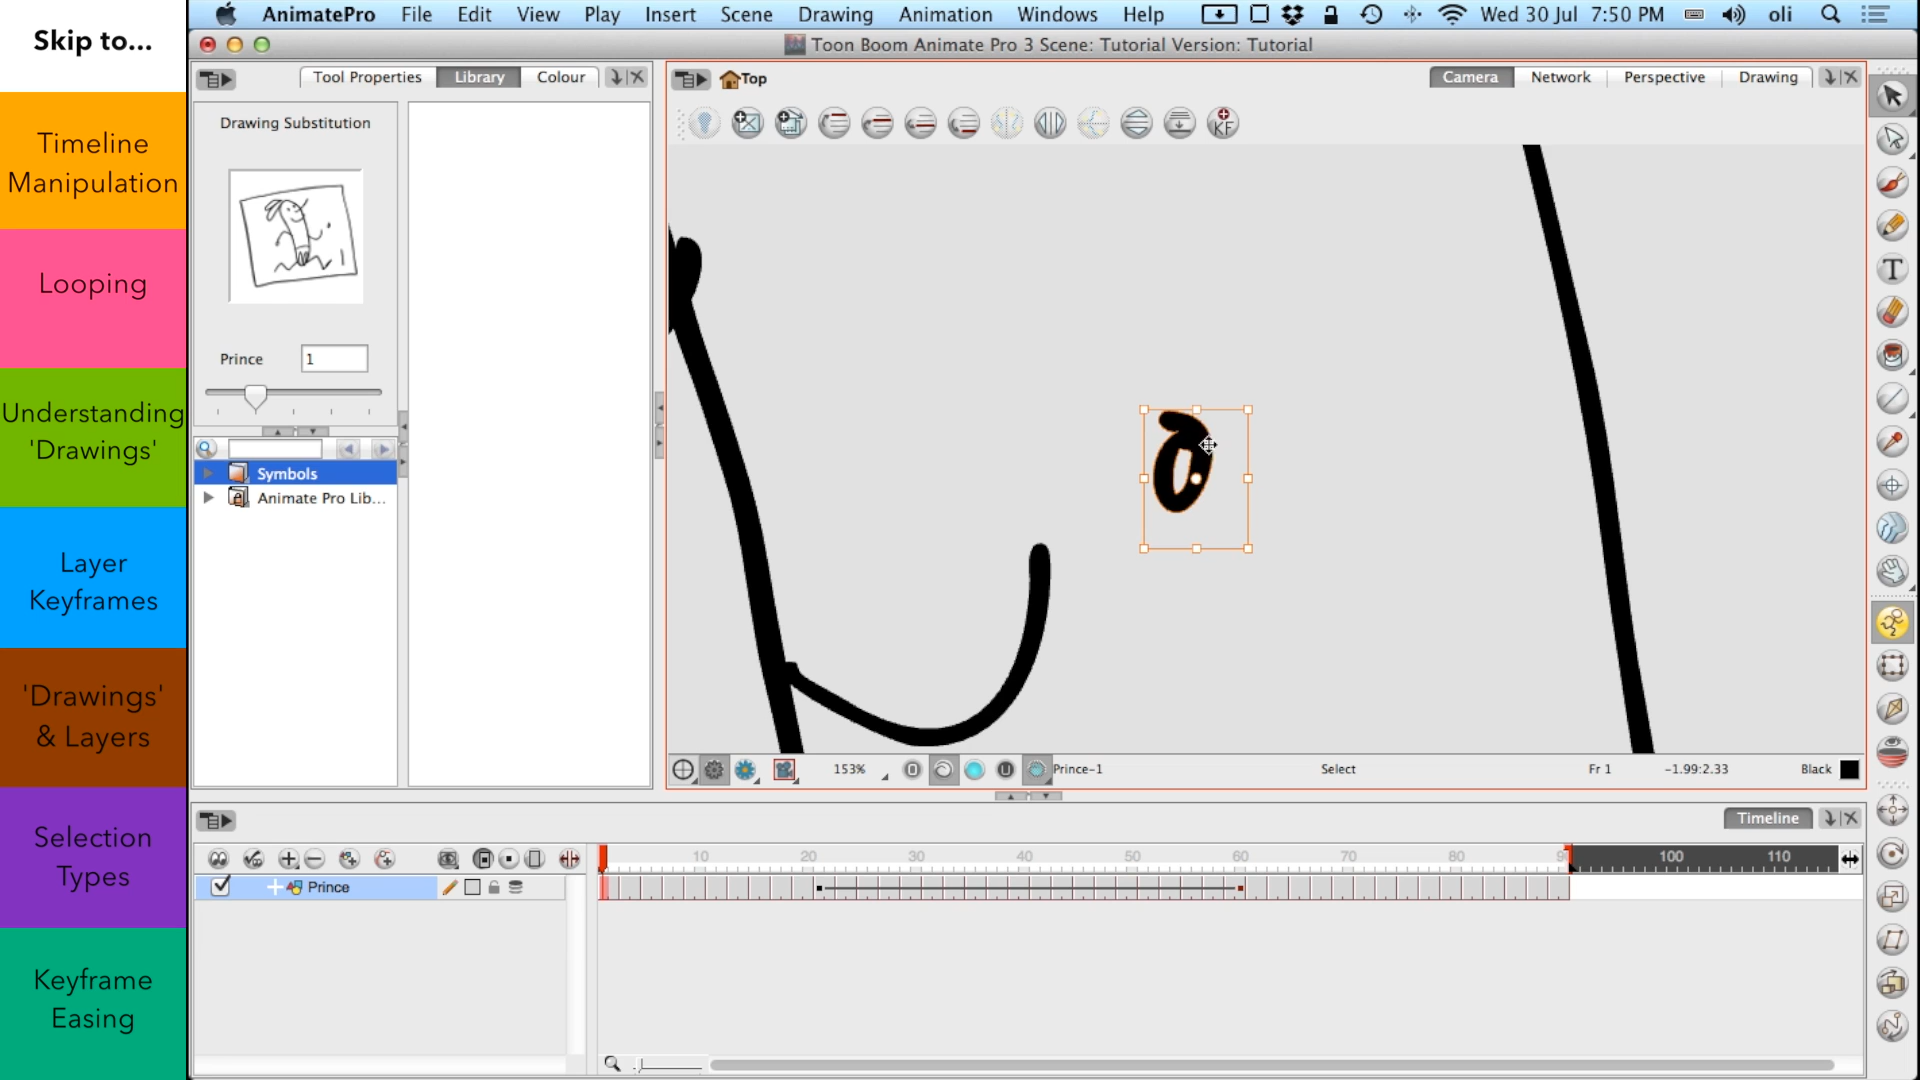 Skip to...
Timeline
Manipulation
Looping
Understanding
'Drawings'
Layer
Keyframes
'Drawings'
& Layers
Selection
Types
Keyframe
Easing
AnimatePro File Edit View Play Insert Scene Drawing Animation Windows Help Wed 30 Jul 7:50 PM oli
Toon Boom Animate Pro 3 Scene: Tutorial Version: Tutorial
Tool Properties Library Colour
Top
Camera Network Perspective Drawing
KF
Drawing Substitution
Prince 1
Symbols
Animate Pro Lib...
T
153% Prince-1 Select Fr 1 -1.99:2.33 Black
Timeline
10 20 30 40 50 60 70 80 100 110
Prince